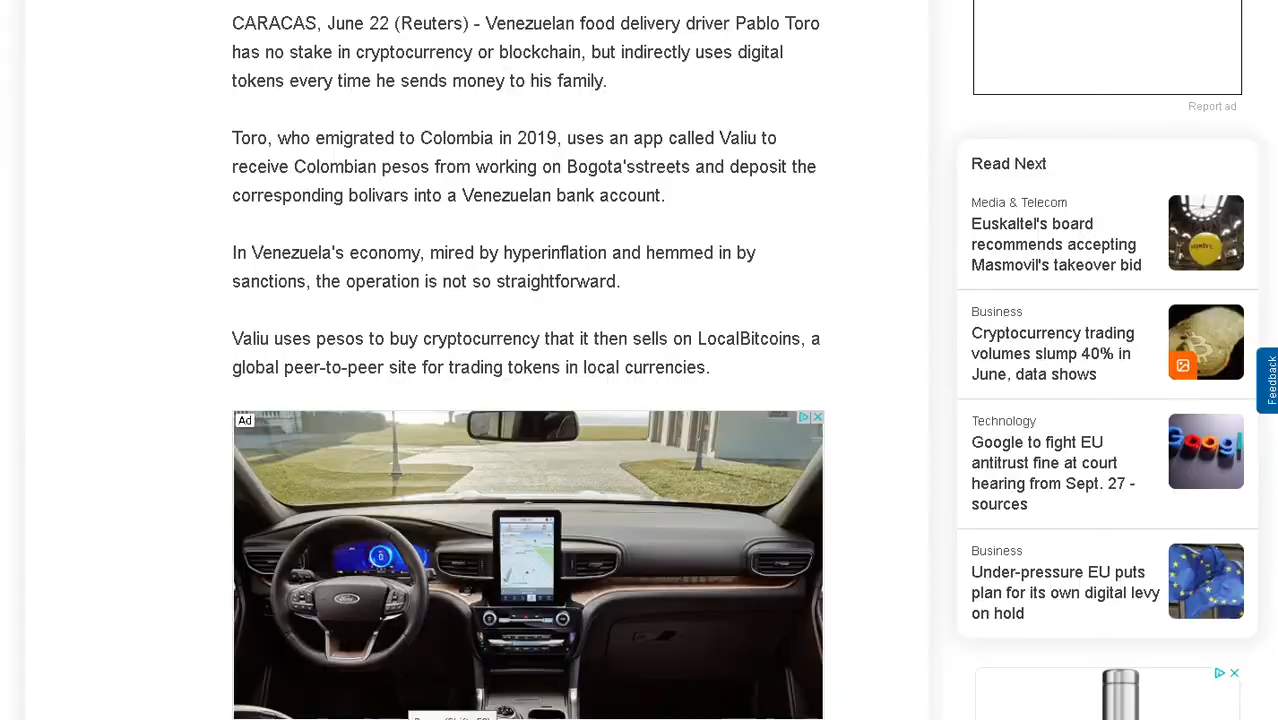 CARACAS, June 22 (Reuters) - Venezuelan food delivery driver Pablo Toro
has no stake in cryptocurrency or blockchain, but indirectly uses digital
tokens every time he sends money to his family.
Toro, who emigrated to Colombia in 2019, uses an app called Valiu to
receive Colombian pesos from working on Bogota'sstreets and deposit the
corresponding bolivars into a Venezuelan bank account.
In Venezuela's economy, mired by hyperinflation and hemmed in by
sanctions, the operation is not so straightforward.
Valiu uses pesos to buy cryptocurrency that it then sells on LocalBitcoins, a
global peer-to-peer site for trading tokens in local currencies.
Ad
Ford
Report ad
Read Next
Media & Telecom
Euskaltel's board
recommends accepting
Masmovil's takeover bid
Business
Cryptocurrency trading
volumes slump 40% in
June, data shows
Technology
Google to fight EU
antitrust fine at court
hearing from Sept. 27 -
sources
Business
Under-pressure EU puts
plan for its own digital levy
on hold
Feedback